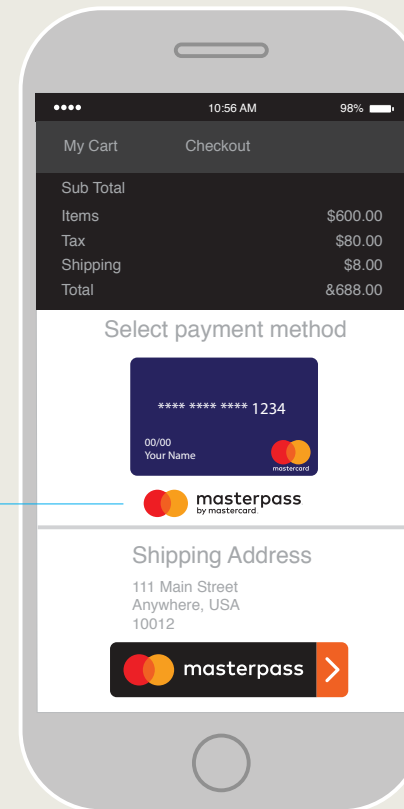 10:56 AM 98%
My Cart Checkout
Sub Total
Items $600.00
Tax $80.00
Shipping $8.00
Total &688.00
Select payment method
**** **** **** 1234
00/00
Your Name
mastercard
masterpass
by mastercard.
Shipping Address
111 Main Street
Anywhere, USA
10012
masterpass